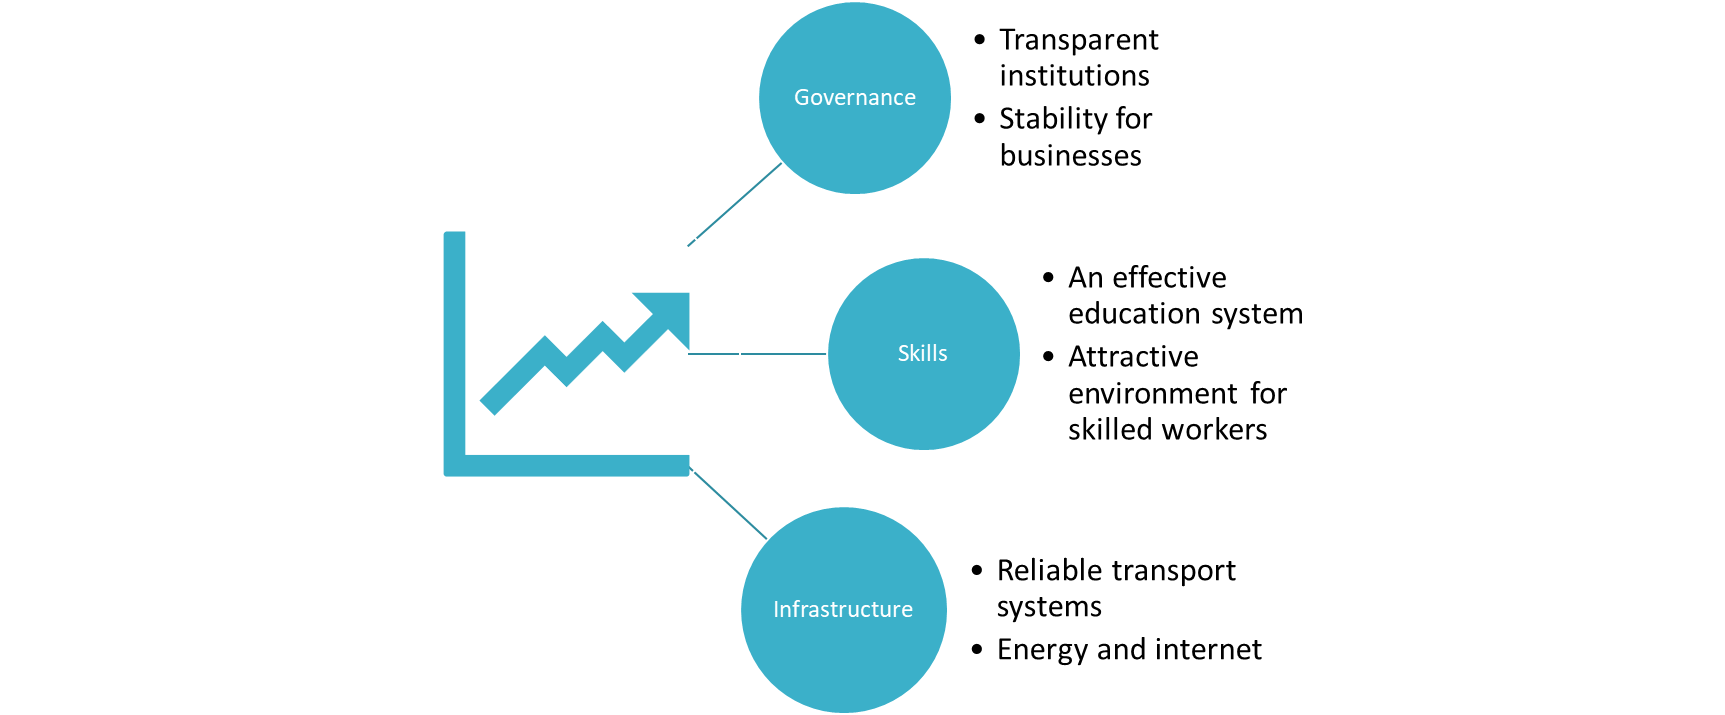 Governance
• Transparent
institutions
• Stability for
businesses
Skills
• An effective
education system
• Attractive
environment for
skilled workers
Infrastructure
• Reliable transport
systems
• Energy and internet